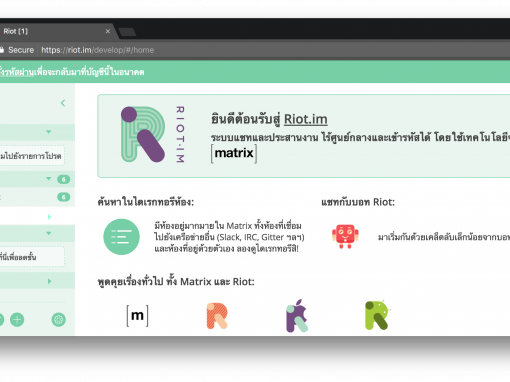 Riot [1]
Secure https://riot.im/develop/#/home
รหัสผ่านเพื่อจะกลับมาที่บัญชีนี้ในอนาคต
RIOT·IM
ยินดีต้อนรับสู่ Riot.im
ระบบแชทและประสานงาน ไร้ศูนย์กลางและเข้ารหัสได้ โดยใช้เทคโนโลยี
[matrix]
มไปยังรายการโปรด
6
6
ค้นหาในไดเรกทอรีห้อง:
มีห้องอยู่มากมายใน Matrix ทั้งห้องที่เชื่อม
ไปยังเครือข่ายอื่น (Slack, IRC, Gitter ฯลฯ)
และห้องที่อยู่ด้วยตัวเอง ลองดูไดเรกทอรีสิ!
แชทกับบอท Riot:
มาเริ่มกันด้วยเคล็ดลับเล็กน้อยจากบอท
ที่นี่เพื่อลดชั้น
พูดคุยเรื่องทั่วไป ทั้ง Matrix และ Riot:
[m]